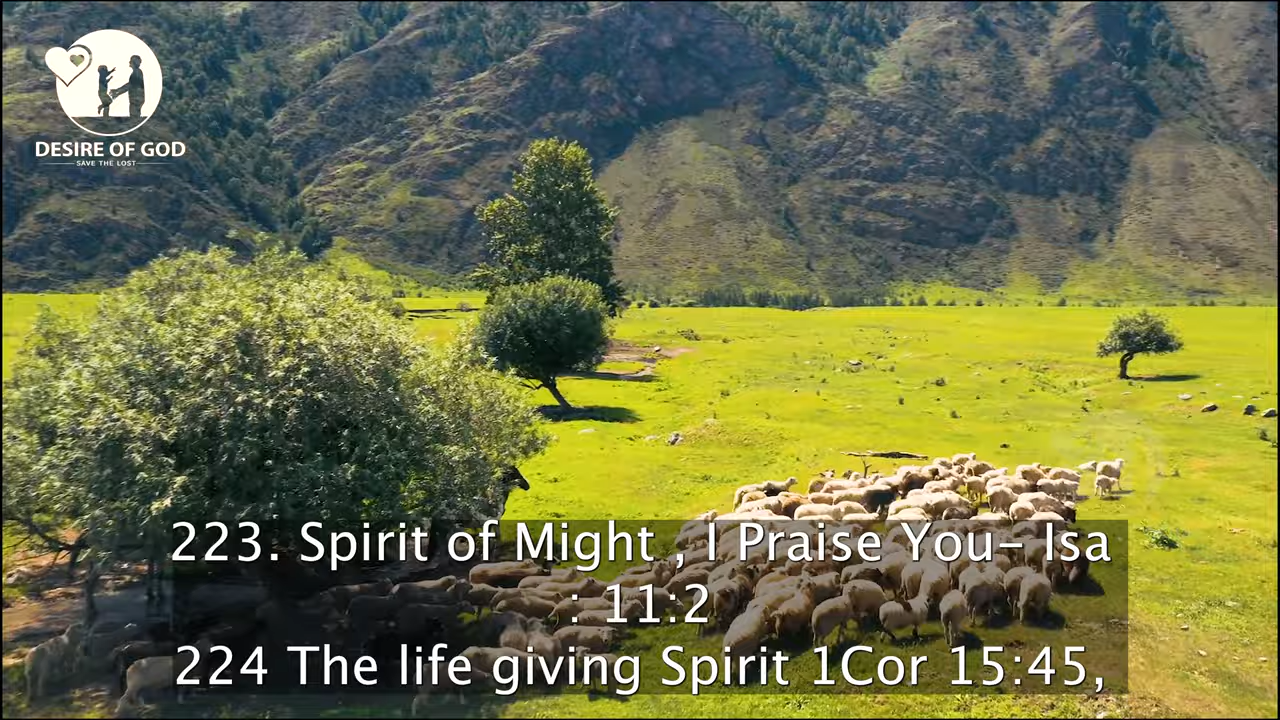 DESIRE OF GOD
SAVE THE LOST
223. Spirit of Might , I Praise You– Isa
: 11:2
224 The life giving Spirit 1Cor 15:45,